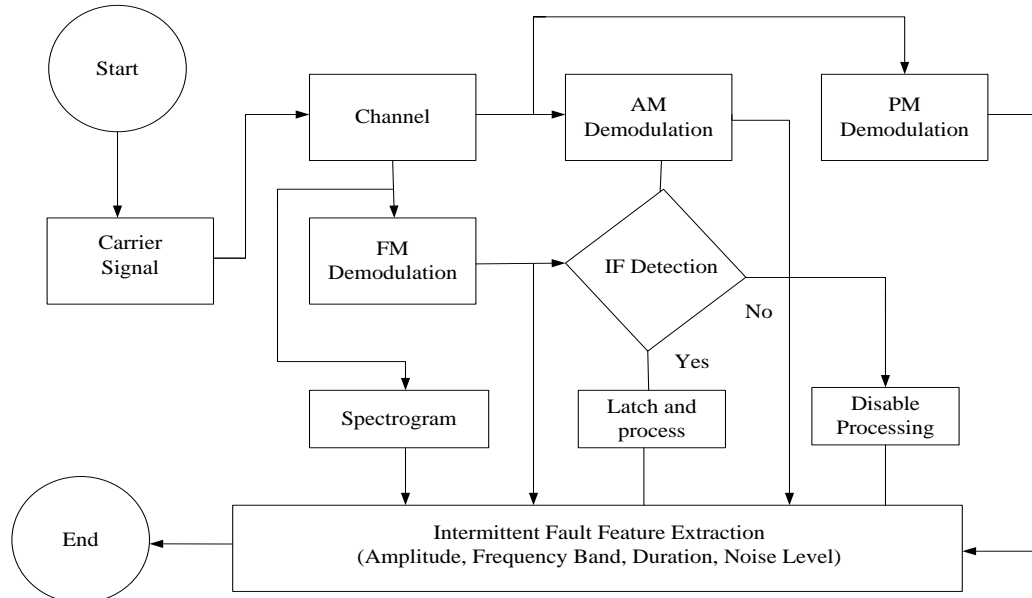 Start
Channel
AM
Demodulation
PM
Demodulation
Carrier
Signal
FM
Demodulation
IF Detection
No
Yes
Spectrogram
Latch and
process
Disable
Processing
End
Intermittent Fault Feature Extraction
(Amplitude, Frequency Band, Duration, Noise Level)